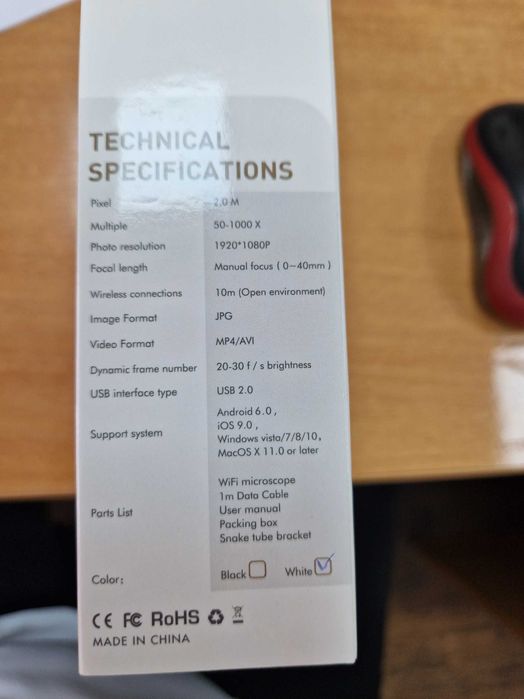 TECHNICAL
SPECIFICATIONS
Pixel 2.0 M
Multiple 50-1000 X
Photo resolution 1920*1080P
Focal length Manual focus ( 0~40mm )
Wireless connections 10m (Open environment)
Image Format JPG
Video Format MP4/AVI
Dynamic frame number 20-30 f / s brightness
USB interface type USB 2.0
Support system Android 6.0 ,
iOS 9.0 ,
Windows vista/7/8/10。
MacOS X 11.0 or later
Parts List WiFi microscope
1m Data Cable
User manual
Packing box
Snake tube bracket
Color: Black White
CE FC RoHS
MADE IN CHINA